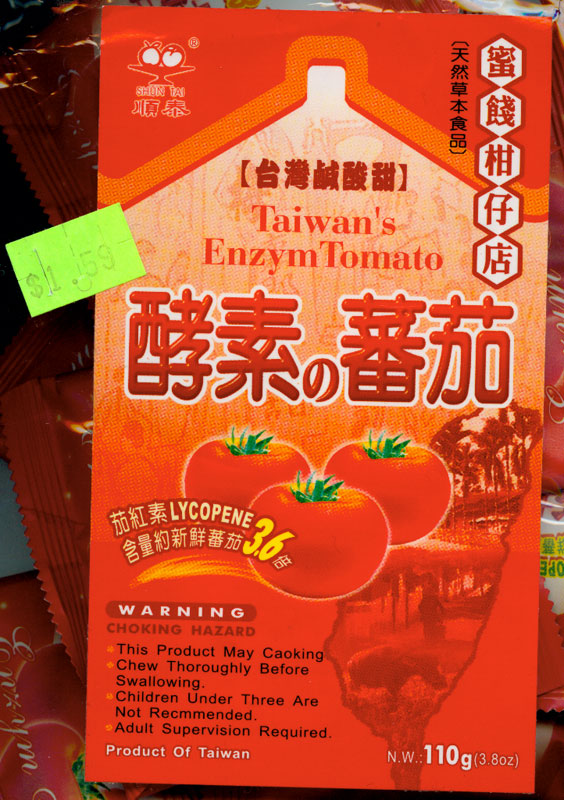 ®
SHUN TAI
順泰
蜜餞柑仔店
〔天然草本食品〕
【台灣鹹酸甜】
Taiwan's
EnzymTomato
$1.59
酵素の蕃茄
茄紅素LYCOPENE
含量約新鮮蕃茄3.6倍
WARNING
CHOKING HAZARD
This Product May Caoking
Chew Thoroughly Before
Swallowing.
Children Under Three Are
Not Recmmended.
Adult Supervision Required.
Product Of Taiwan
N.W.:110g(3.8oz)
Enzym